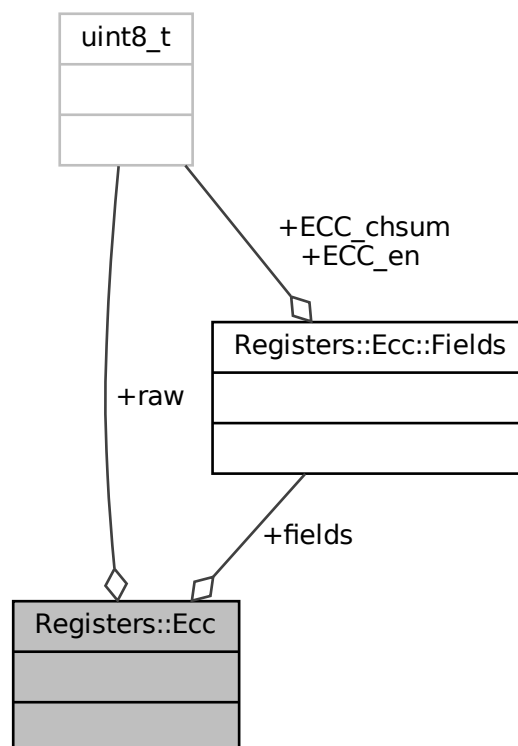 uint8_t
+ECC_chsum
+ECC_en
Registers::Ecc::Fields
+raw
+fields
Registers::Ecc